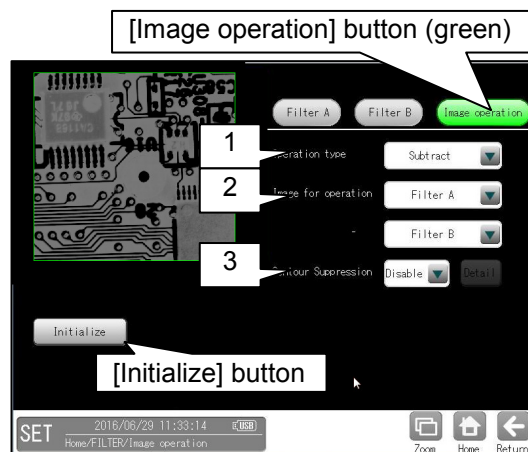 [Image operation] button (green)
Filter A
Filter B
Image operation
1
Operation type
Subtract
2
Image for operation
Filter A
-
Filter B
3
Contour Suppression
Disable
Detail
Initialize
[Initialize] button
SET
2016/06/29 11:33:14
USB
Home/FILTER/Image operation
Zoom
Home
Return